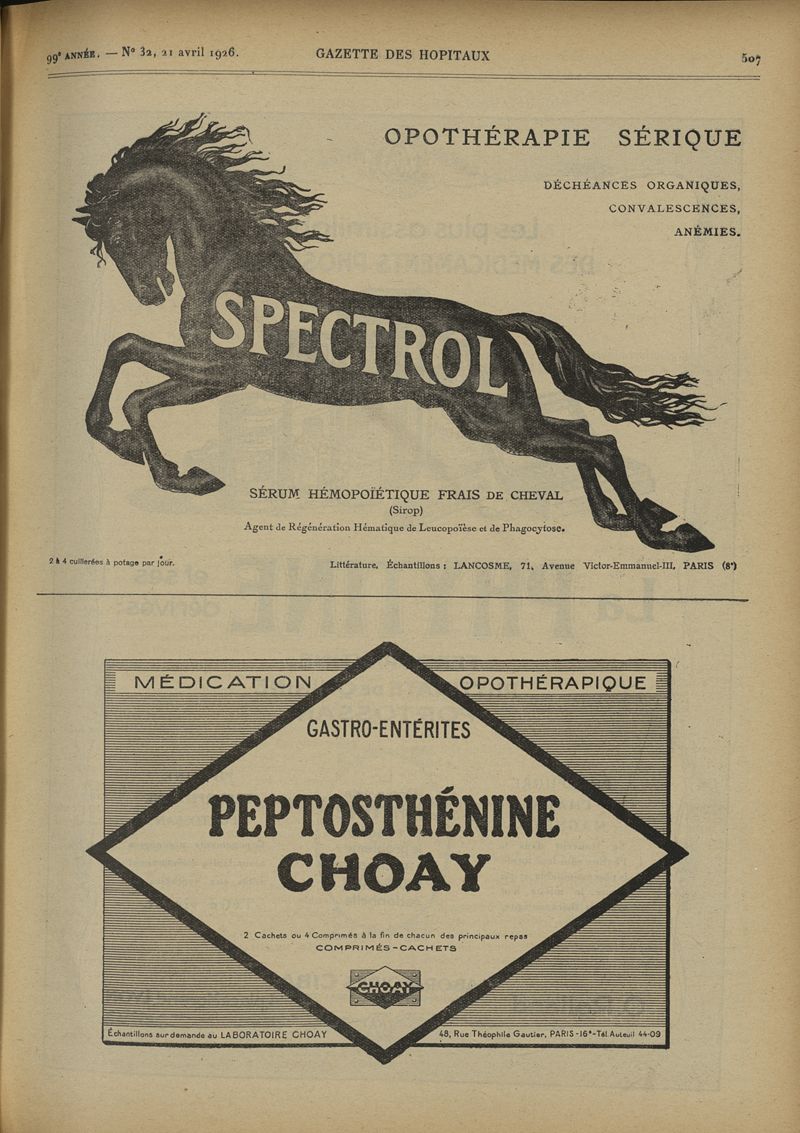 99e ANNÉE. — No 32, 21 avril 1926. GAZETTE DES HOPITAUX 507
OPOTHÉRAPIE SÉRIQUE
DÉCHÉANCES ORGANIQUES,
CONVALESCENCES,
ANÉMIES.
SPECTROL
SÉRUM HÉMOPOÏÉTIQUE FRAIS DE CHEVAL
(Sirop)
Agent de Régénération Hématique de Leucopoïèse et de Phagocytose.
2 à 4 cuillerées à potage par jour.
Littérature, Échantillons : LANCOSME, 71, Avenue Victor-Emmanuel-III, PARIS (8e)
MÉDICATION OPOTHÉRAPIQUE
GASTRO-ENTÉRITES
PEPTOSTHÉNINE
CHOAY
2 Cachets ou 4 Comprimés à la fin de chacun des principaux repas
COMPRIMÉS-CACHETS
CHOAY
Échantillons sur demande au LABORATOIRE CHOAY
48, Rue Théophile Gautier, PARIS-16e-Tél. Auteuil 44-09